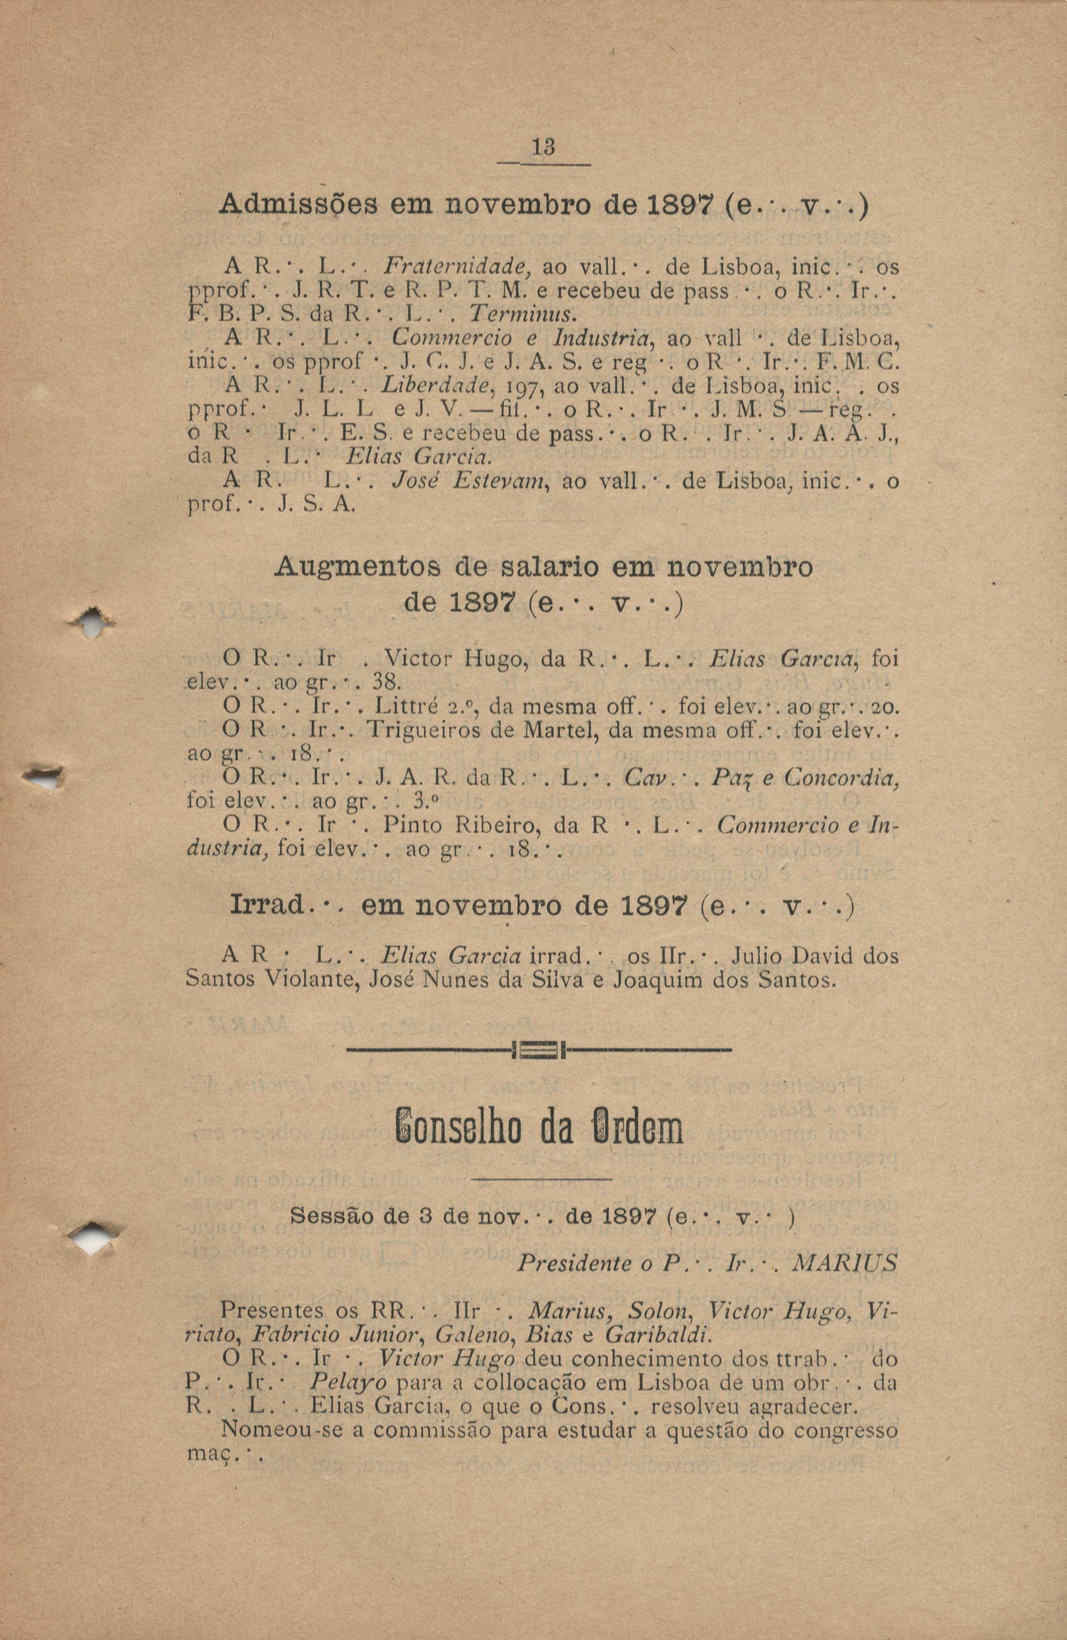 13
Admissões em novembro de 1897 (e.·. v.·.)
A R.·. L.·. Fraternidade, ao vall.·. de Lisboa, inic.·. os
pprof.·. J. R. T. e R. P. T. M. e recebeu de pass.·. o R.·. Ir.·.
F. B. P. S. da R.·. L.·. Terminus.
A R.·. L.·. Commercio e Industria, ao vall ·. de Lisboa,
inic.·. os pprof ·. J. C. J. e J. A. S. e reg ·. o R ·. Ir.·. F. M. C.
A R.·. L.·. Liberdade, 197, ao vall.·. de Lisboa, inic. . os
pprof.· J. L. L e J. V. — fil.·. o R.·. Ir ·. J. M. S — reg. .
o R · Ir.·. E. S. e recebeu de pass.·. o R. . Ir.·. J. A. A. J.,
da R . L.· Elias Garcia.
A R. L.·. José Estevam, ao vall.·. de Lisboa, inic.·. o
prof.·. J. S. A.
Augmentos de salario em novembro
de 1897 (e.·. v.·.)
O R.·. Ir . Victor Hugo, da R.·. L.·. Elias Garcia, foi
elev.·. ao gr.·. 38.
O R.·. Ir.·. Littré 2.º, da mesma off.·. foi elev.·. ao gr.·. 20.
O R ·. Ir.·. Trigueiros de Martel, da mesma off.·. foi elev.·.
ao gr.·. 18.·.
O R.·. Ir.·. J. A. R. da R.·. L.·. Cav.·. Paz e Concordia,
foi elev.·. ao gr.·. 3.º
O R.·. Ir ·. Pinto Ribeiro, da R ·. L.·. Commercio e In-
dustria, foi elev.·. ao gr.·. 18.·.
Irrad.·. em novembro de 1897 (e.·. v.·.)
A R · L.·. Elias Garcia irrad.·. os IIr.·. Julio David dos
Santos Violante, José Nunes da Silva e Joaquim dos Santos.
Conselho da Ordem
Sessão de 3 de nov.·. de 1897 (e.·. v.· )
Presidente o P.·. Ir.·. MARIUS
Presentes os RR.·. IIr ·. Marius, Solon, Victor Hugo, Vi-
riato, Fabricio Junior, Galeno, Bias e Garibaldi.
O R.·. Ir ·. Victor Hugo deu conhecimento dos ttrab.· do
P.·. Ir.· Pelayo para a collocação em Lisboa de um obr.·. da
R. . L.·. Elias Garcia, o que o Cons.·. resolveu agradecer.
Nomeou-se a commissão para estudar a questão do congresso
maç.·.